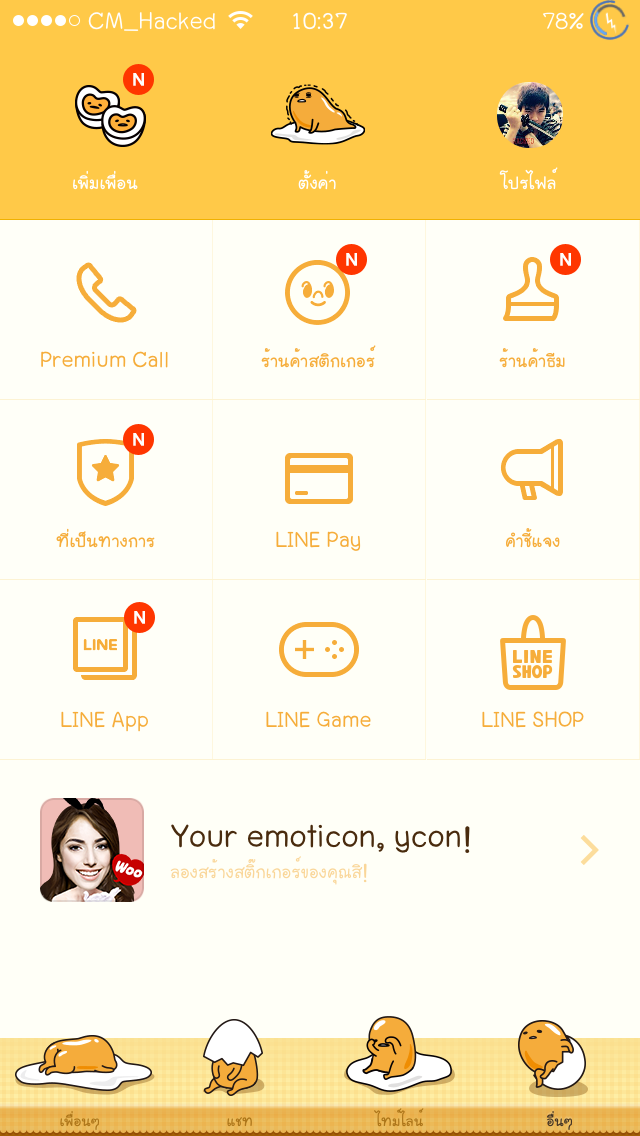 CM_Hacked 10:37 78%
N
เพิ่มเพื่อน ตั้งค่า โปรไฟล์
N N
Premium Call ร้านค้าสติกเกอร์ ร้านค้าธีม
N
ที่เป็นทางการ LINE Pay คำชี้แจง
N
LINE
LINE
SHOP
LINE App LINE Game LINE SHOP
Your emoticon, ycon!
Woo
ลองสร้างสติ๊กเกอร์ของคุณสิ!
เพื่อนๆ แชท ไทม์ไลน์ อื่นๆ